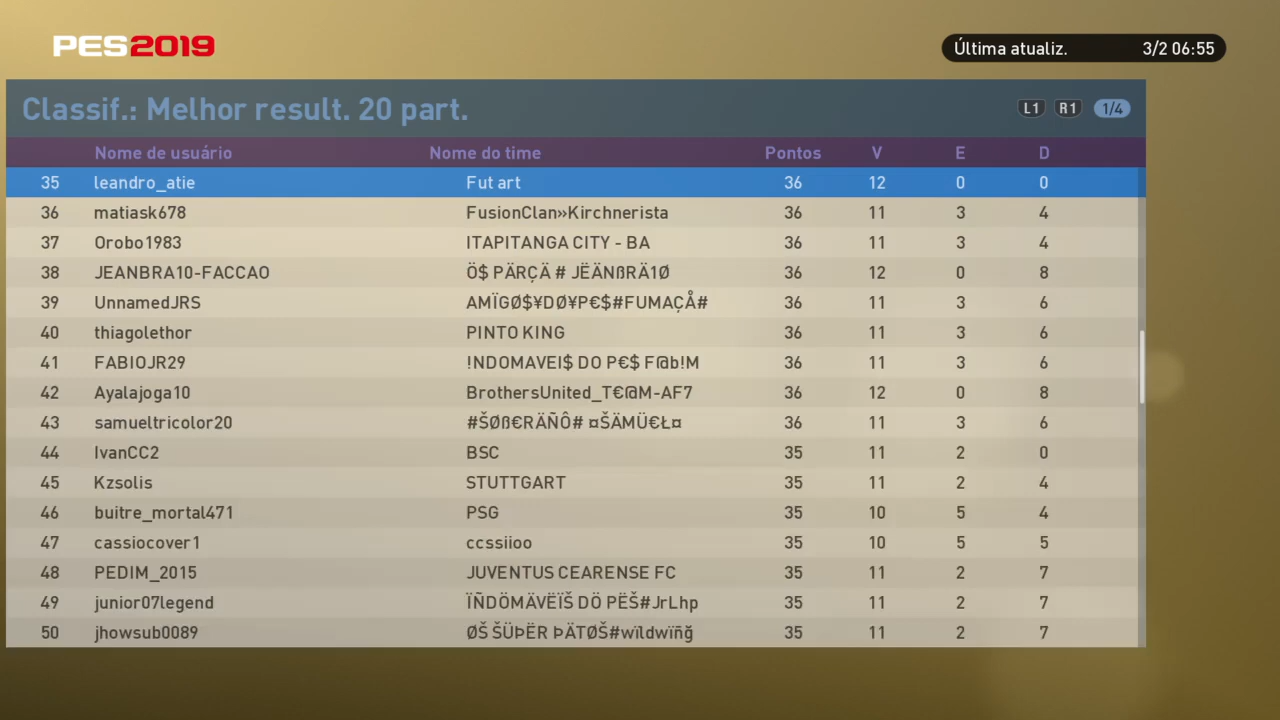 PES2019
Última atualiz. 3/2 06:55
Classif.: Melhor result. 20 part. L1 R1 1/4
Nome de usuário Nome do time Pontos V E D
35 leandro_atie Fut art 36 12 0 0
36 matiask678 FusionClan»Kirchnerista 36 11 3 4
37 Orobo1983 ITAPITANGA CITY - BA 36 11 3 4
38 JEANBRA10-FACCAO Ö$ PÄRÇÄ # JËÄNßRÄ1Ø 36 12 0 8
39 UnnamedJRS AMÏGØ$¥DØ¥P€$#FUMAÇÅ# 36 11 3 6
40 thiagolethor PINTO KING 36 11 3 6
41 FABIOJR29 !NDOMAVEI$ DO P€$ F@b!M 36 11 3 6
42 Ayalajoga10 BrothersUnited_T€@M-AF7 36 12 0 8
43 samueltricolor20 #ŠØß€RÄÑÔ# ¤ŠÄMÜ€Ł¤ 36 11 3 6
44 IvanCC2 BSC 35 11 2 0
45 Kzsolis STUTTGART 35 11 2 4
46 buitre_mortal471 PSG 35 10 5 4
47 cassiocover1 ccssiioo 35 10 5 5
48 PEDIM_2015 JUVENTUS CEARENSE FC 35 11 2 7
49 junior07legend ÏÑDÖMÄVËÏŠ DÖ PËŠ#JrLhp 35 11 2 7
50 jhowsub0089 ØŠ ŠÜÞËR ÞÄTØŠ#wïldwïñğ 35 11 2 7